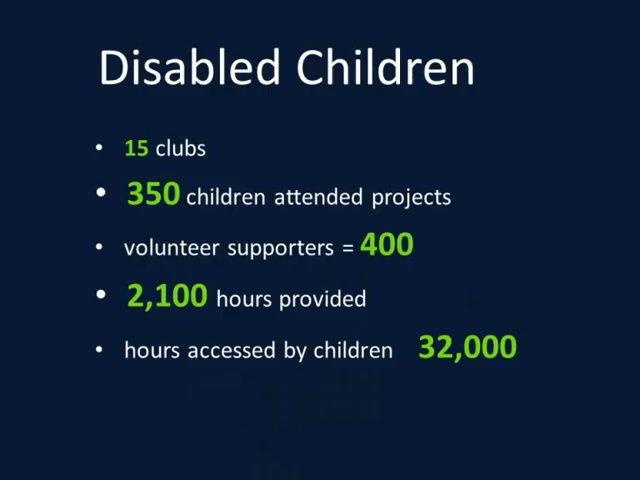 Disabled Children
• 15 clubs
• 350 children attended projects
• volunteer supporters = 400
• 2,100 hours provided
• hours accessed by children 32,000